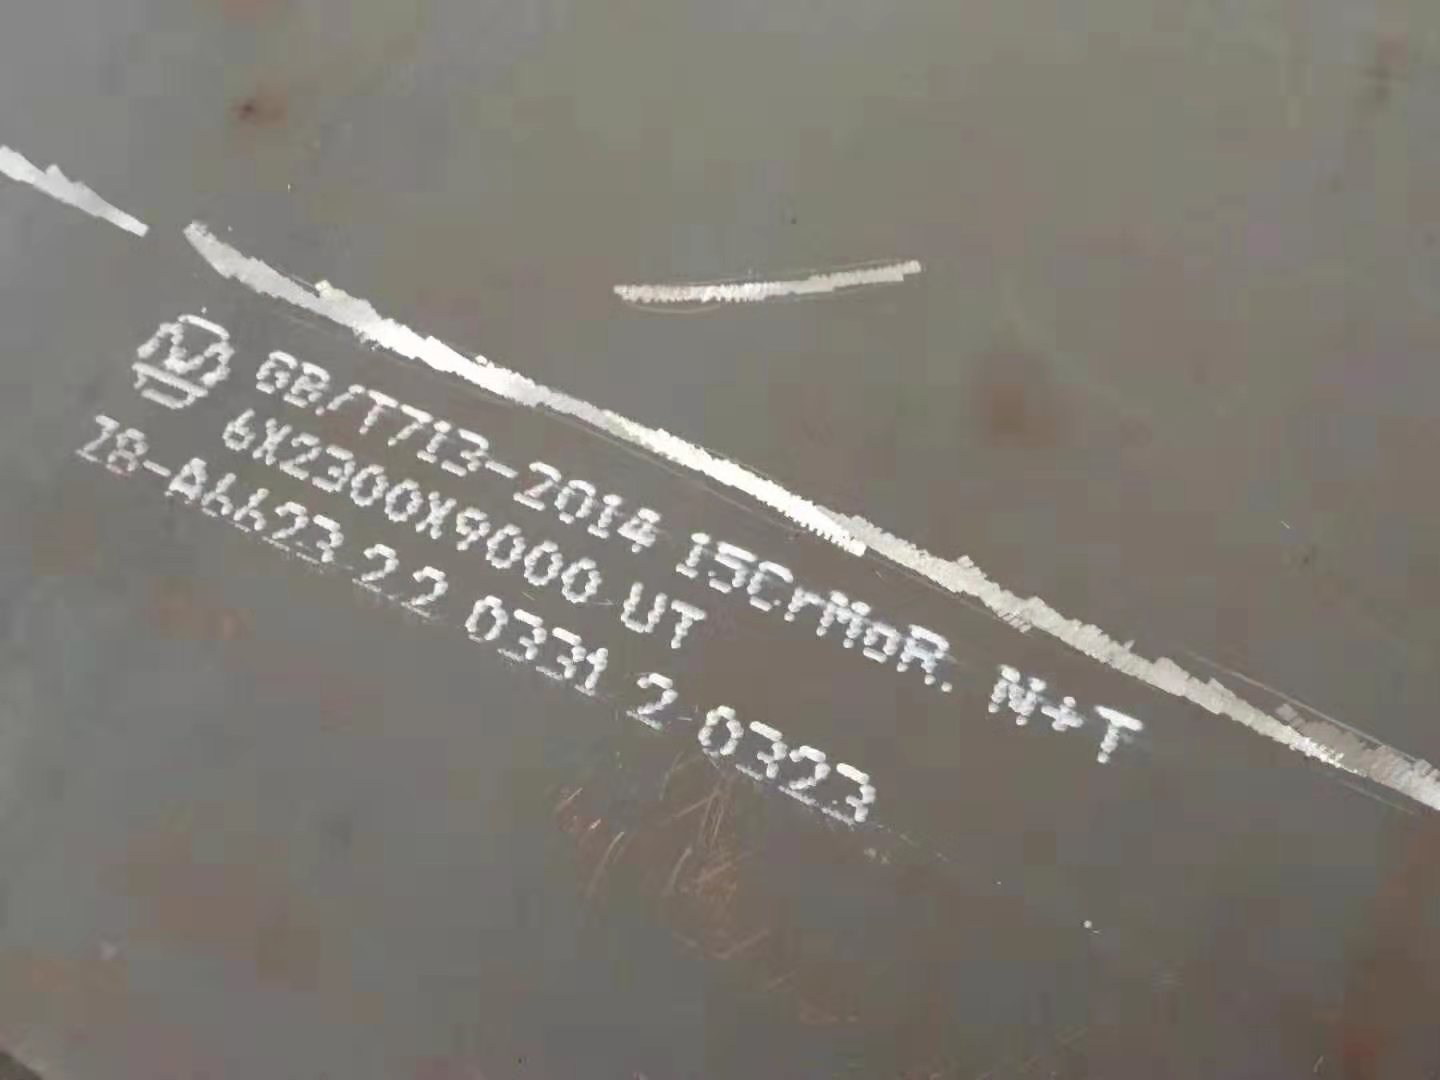 GB/T713-2014 15CrMoR. N+T
6X2300X9000 UT
Z8-A6623 2 2 0331 2 0323